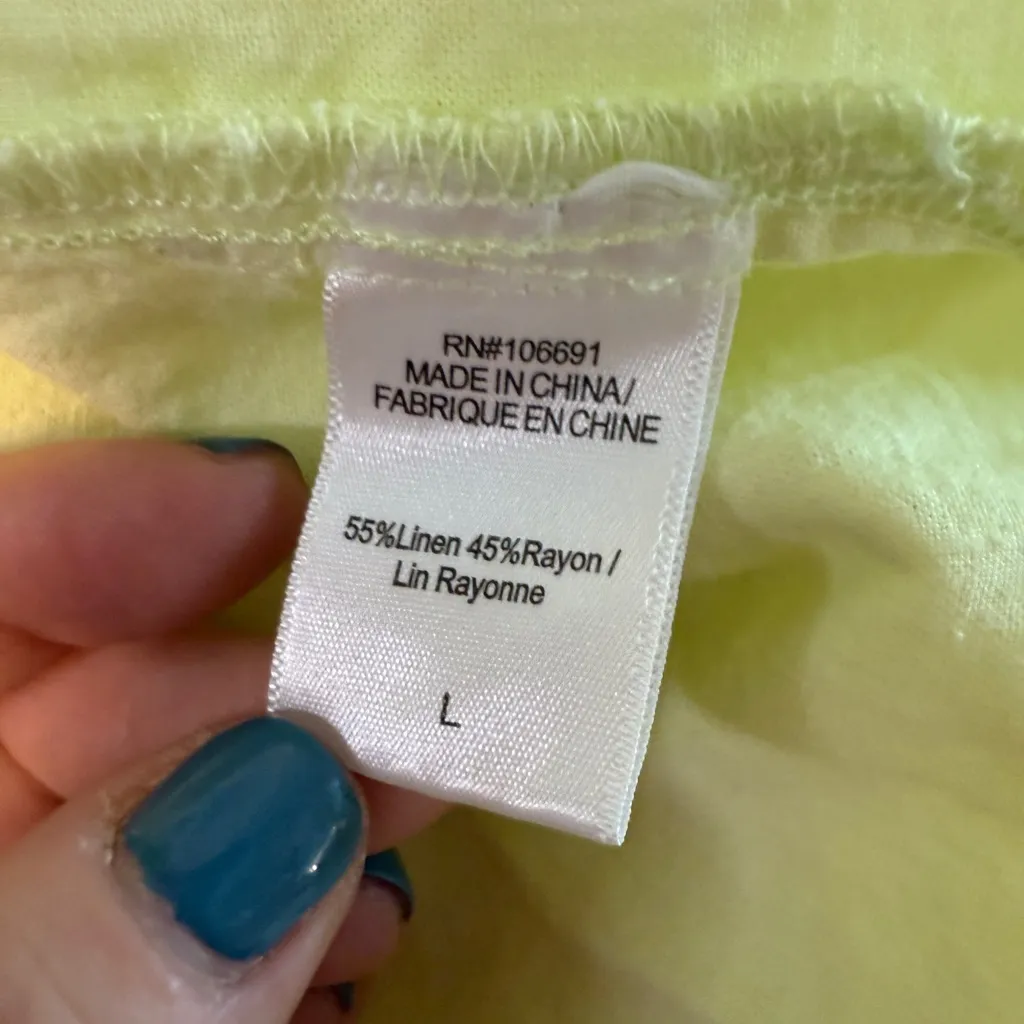 RN#106691
MADE IN CHINA/
FABRIQUE EN CHINE
55%Linen 45%Rayon /
Lin Rayonne
L